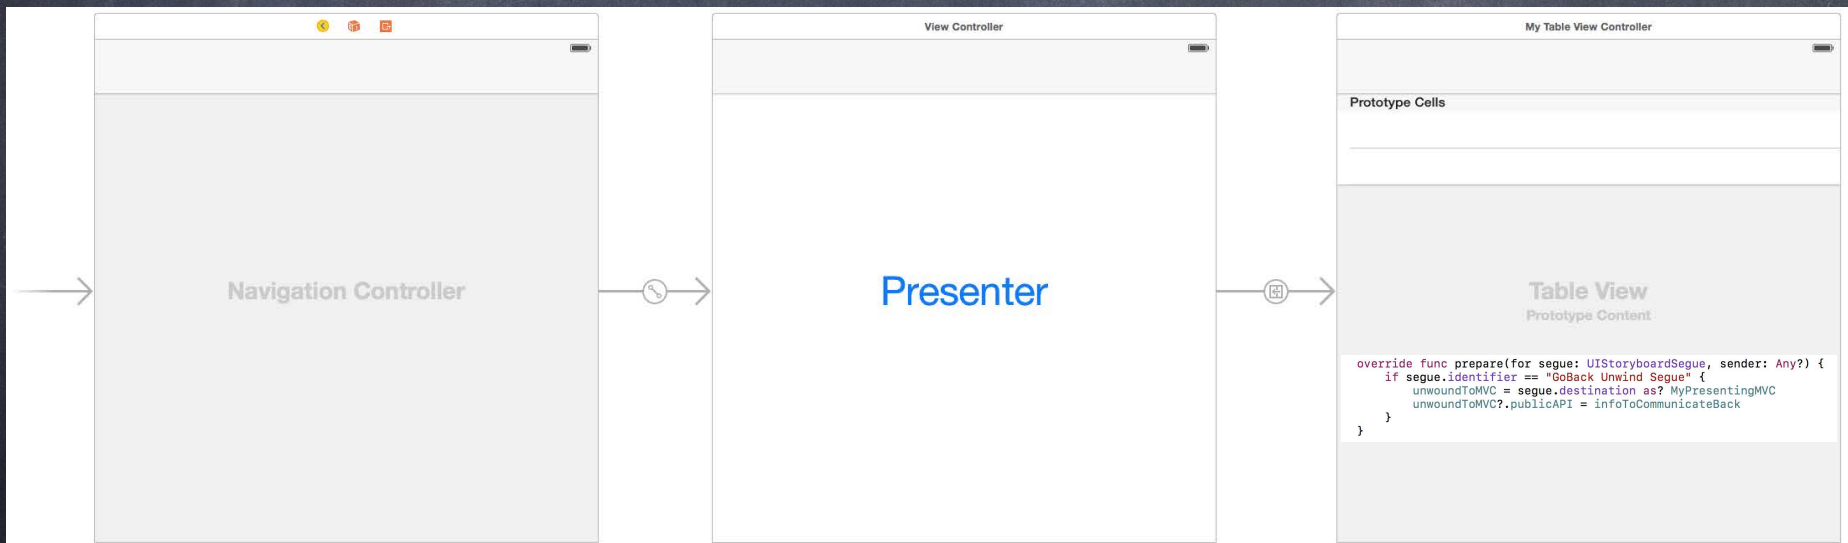 View Controller
My Table View Controller
Prototype Cells
Navigation Controller
Presenter
Table View
Prototype Content
override func prepare(for segue: UIStoryboardSegue, sender: Any?) {
    if segue.identifier == "GoBack Unwind Segue" {
        unwoundToMVC = segue.destination as? MyPresentingMVC
        unwoundToMVC?.publicAPI = infoToCommunicateBack
    }
}